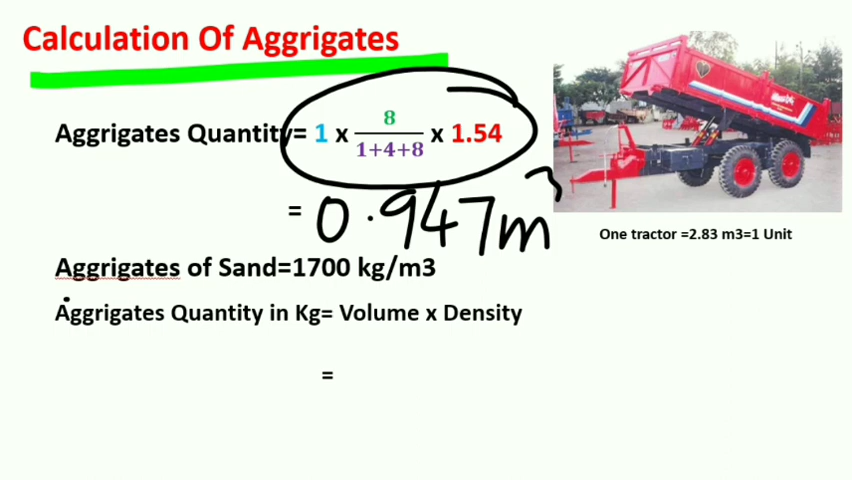 Calculation Of Aggrigates
Aggrigates Quantity= 1 x 8/1+4+8 x 1.54
= 0.947m³
One tractor =2.83 m3=1 Unit
Aggrigates of Sand=1700 kg/m3
Aggrigates Quantity in Kg= Volume x Density
=